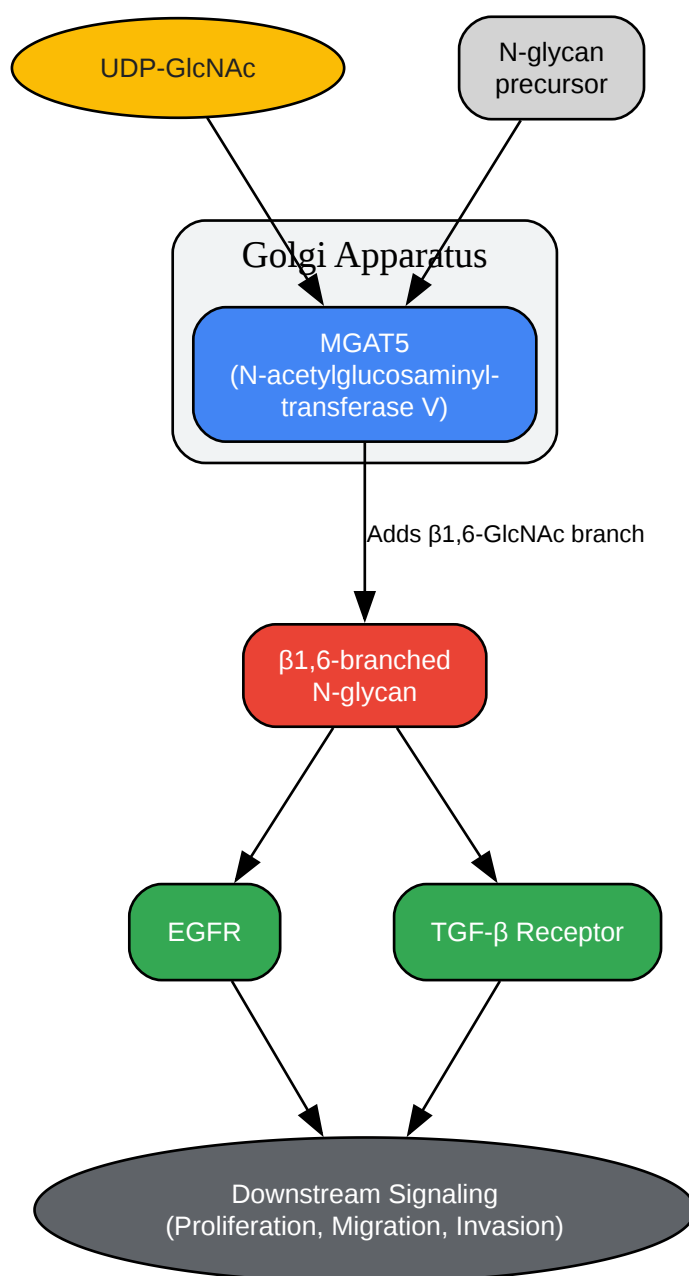 UDP-GlcNAc
N-glycan
precursor
Golgi Apparatus
MGAT5
(N-acetylglucosaminyl-
transferase V)
Adds β1,6-GlcNAc branch
β1,6-branched
N-glycan
EGFR
TGF-β Receptor
Downstream Signaling
(Proliferation, Migration, Invasion)